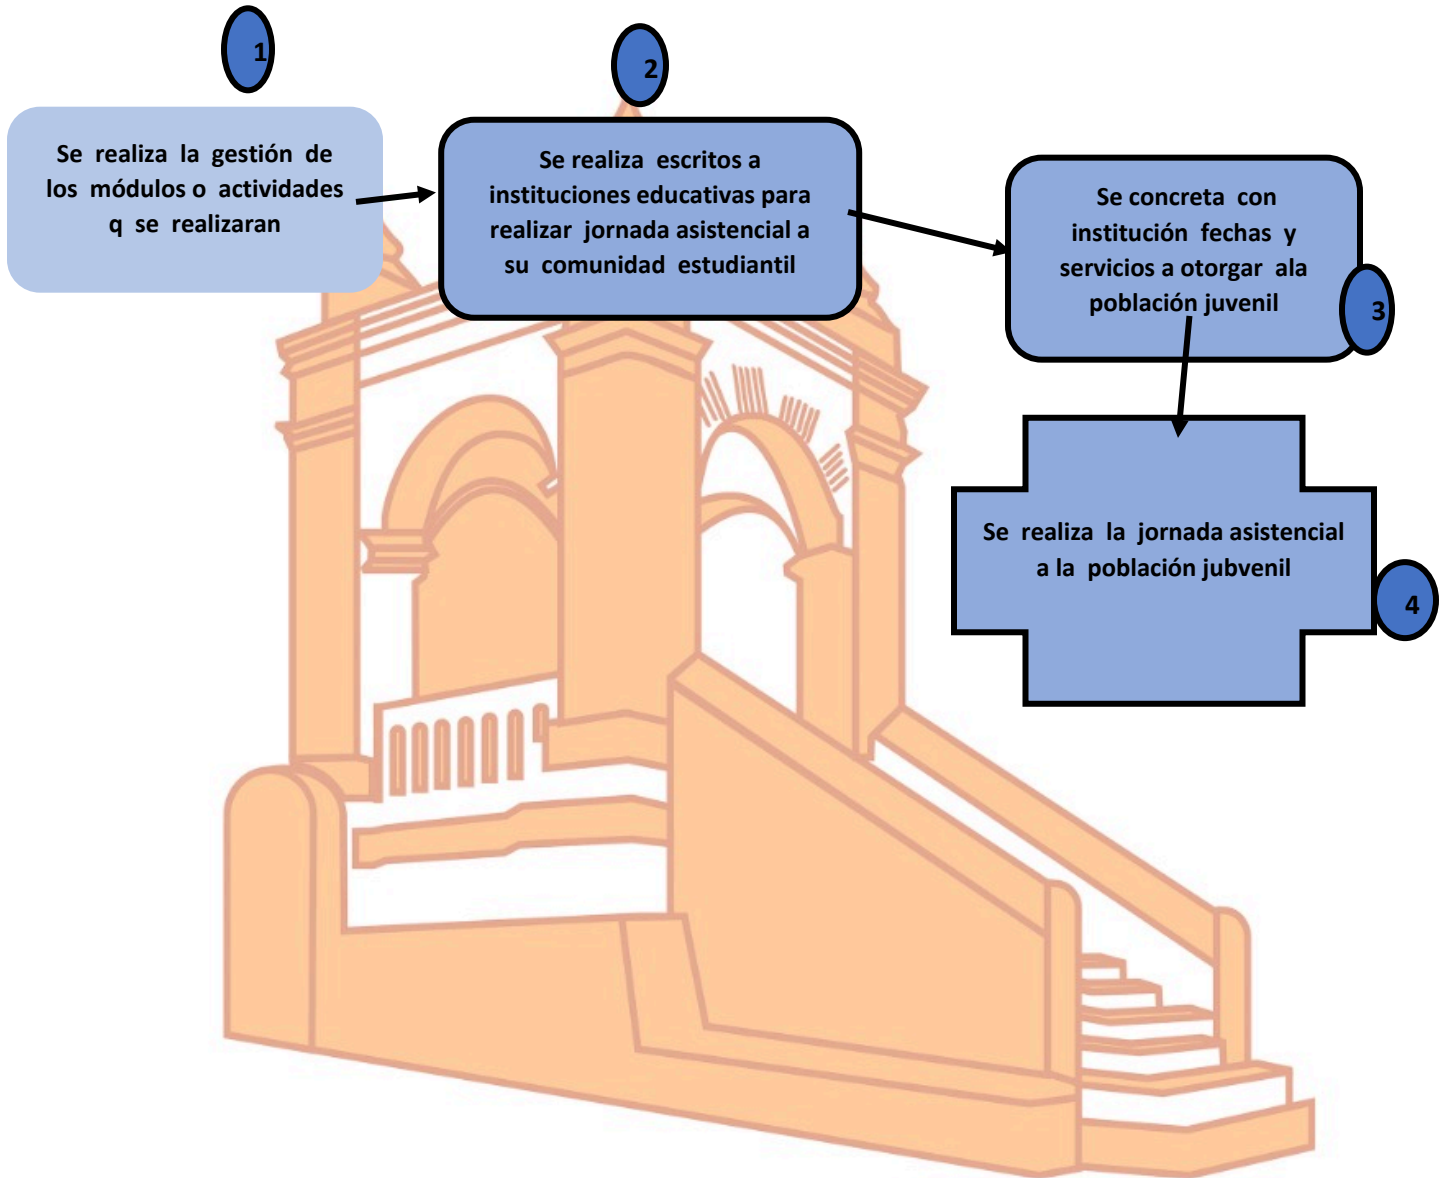 1
Se realiza la gestión de
los módulos o actividades
q se realizaran
2
Se realiza escritos a
instituciones educativas para
realizar jornada asistencial a
su comunidad estudiantil
Se concreta con
institución fechas y
servicios a otorgar ala
población juvenil
3
Se realiza la jornada asistencial
a la población jubvenil
4